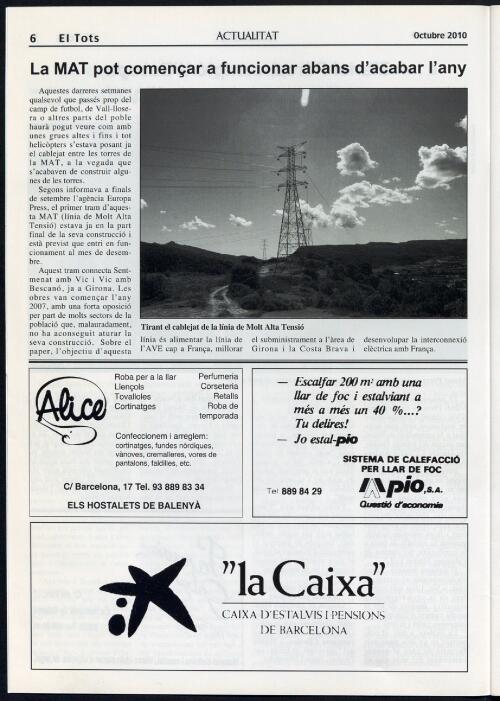 6 El Tots
ACTUALITAT
Octubre 2010
La MAT pot començar a funcionar abans d'acabar l'any
Aquestes darreres setmanes
qualsevol que passés prop del
camp de futbol, de Vall-llose-
ra o altres parts del poble
haurà pogut veure com amb
unes grues altes i fins i tot
helicòpters s'estava posant ja
el cablejat entre les torres de
la MAT, a la vegada que
s'acabaven de construir algu-
nes de les torres.
Segons informava a finals
de setembre l'agència Europa
Press, el primer tram d'aques-
ta MAT (línia de Molt Alta
Tensió) estava ja en la part
final de la seva construcció i
està previst que entri en fun-
cionament al mes de desem-
bre.
Aquest tram connecta Sent-
menat amb Vic i Vic amb
Bescanó, ja a Girona. Les
obres van començar l'any
2007, amb una forta oposició
per part de molts sectors de la
població que, malauradament,
no ha aconseguit aturar la
seva construcció. Sobre el
paper, l'objectiu d'aquesta
Tirant el cablejat de la línia de Molt Alta Tensió
línia és alimentar la línia de
l'AVE cap a França, millorar
el subministrament a l'àrea de
Girona i la Costa Brava i
desenvolupar la interconnexió
elèctrica amb França.
Alice
Roba per a la llar
Llençols
Tovalloles
Cortinatges
Perfumeria
Corseteria
Retalls
Roba de
temporada
Confeccionem i arreglem:
cortinatges, fundes nòrdiques,
vànoves, cremalleres, vores de
pantalons, faldilles, etc.
C/ Barcelona, 17 Tel. 93 889 83 34
ELS HOSTALETS DE BALENYÀ
— Escalfar 200 m² amb una
llar de foc i estalviant a
més a més un 40 %...?
Tu delires!
— Jo estal-pio
SISTEMA DE CALEFACCIÓ
PER LLAR DE FOC
Tel. 889 84 29
pio, S.A.
Questió d'economia
"la Caixa"
CAIXA D'ESTALVIS I PENSIONS
DE BARCELONA